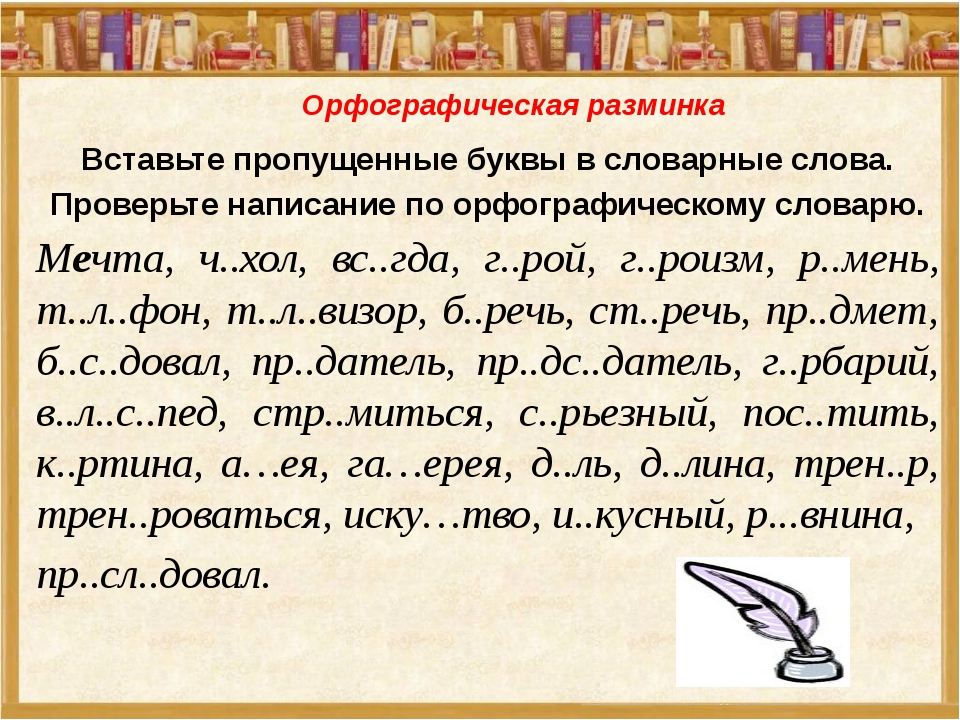 Орфографическая разминка
Вставьте пропущенные буквы в словарные слова.
Проверьте написание по орфографическому словарю.
Мечта, ч..хол, вс..гда, г..рой, г..роизм, р..мень,
т..л..фон, т..л..визор, б..речь, ст..речь, пр..дмет,
б..с..довал, пр..датель, пр..дс..датель, г..рбарий,
в..л..с..пед, стр..миться, с..рьезный, пос..тить,
к..ртина, а…ея, га…ерея, д..ль, д..лина, трен..р,
трен..роваться, иску…тво, и..кусный, р...внина,
пр..сл..довал.